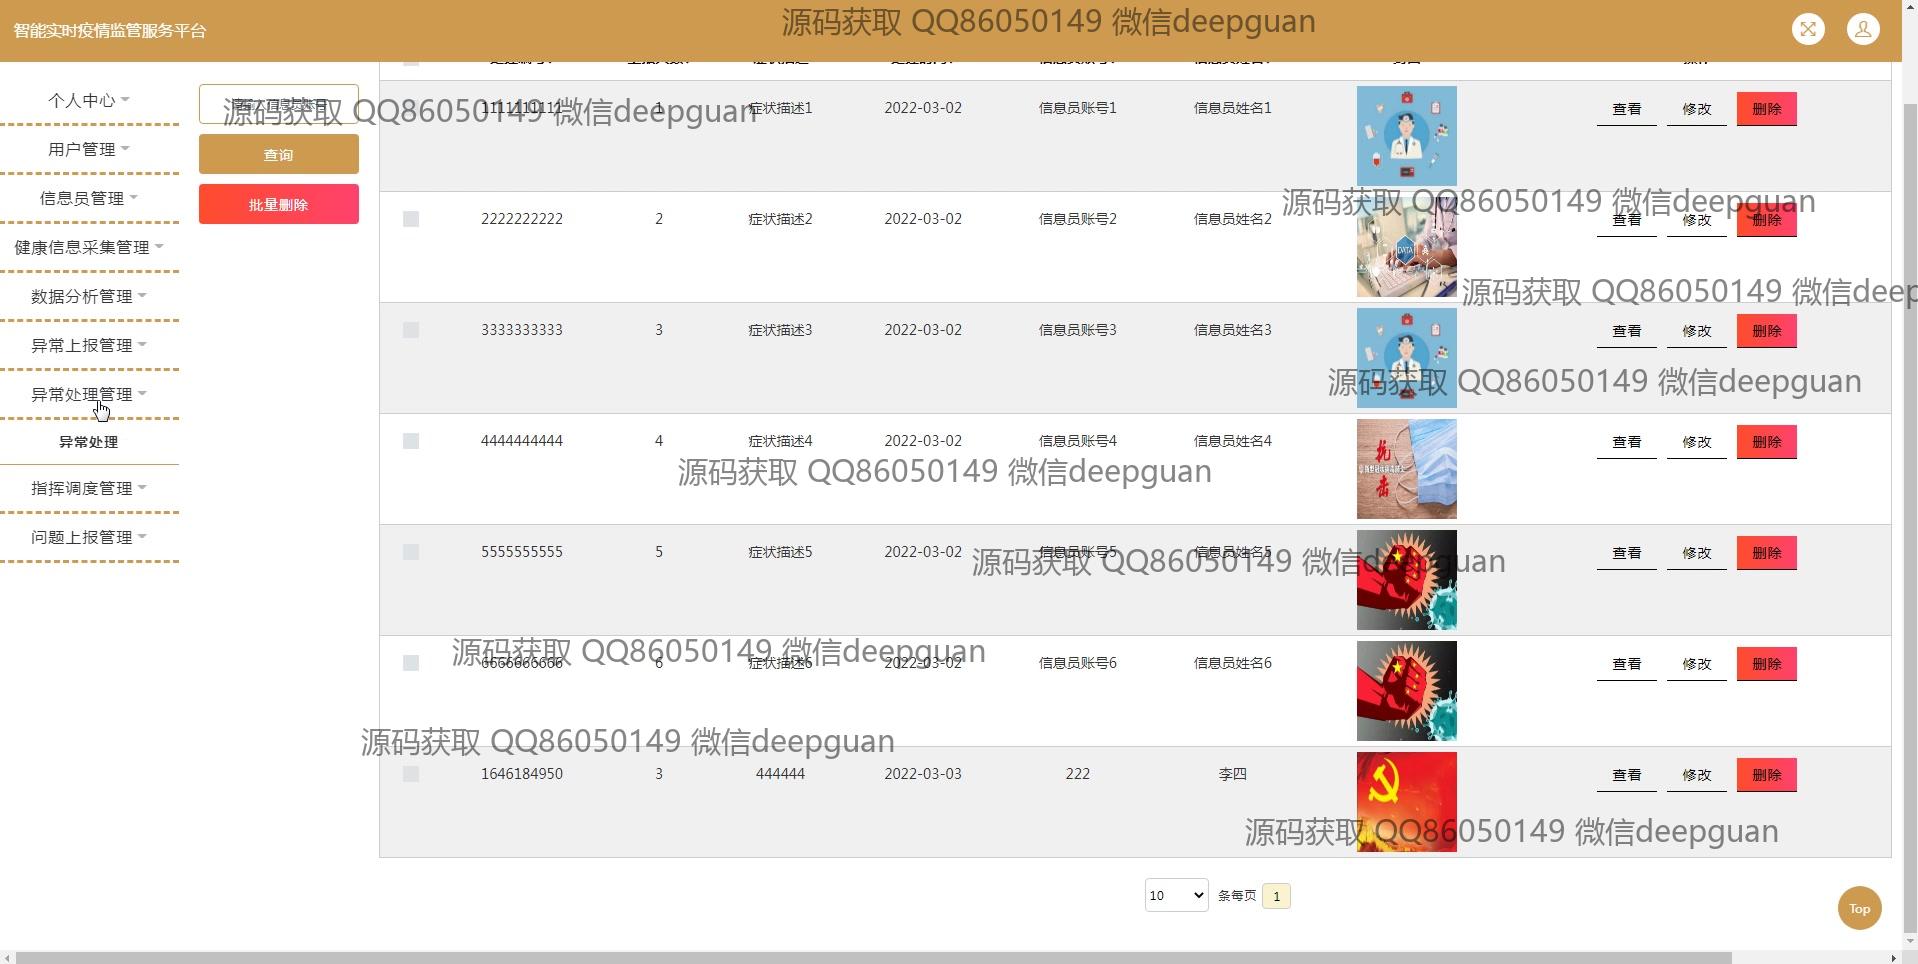 智能实时疫情监管服务平台
源码获取 QQ86050149 微信deepguan
个人中心
用户管理
信息员管理
健康信息采集管理
数据分析管理
异常上报管理
异常处理管理
异常处理
指挥调度管理
问题上报管理
源码获取 QQ86050149 微信deepguan
查询
批量删除
1111111111 1 症状描述1 2022-03-02 信息员账号1 信息员姓名1 查看 修改 删除
源码获取 QQ86050149 微信deepguan
2222222222 2 症状描述2 2022-03-02 信息员账号2 信息员姓名2 DATA 查看 修改 删除
源码获取 QQ86050149 微信deep
3333333333 3 症状描述3 2022-03-02 信息员账号3 信息员姓名3 查看 修改 删除
源码获取 QQ86050149 微信deepguan
4444444444 4 症状描述4 2022-03-02 信息员账号4 信息员姓名4 抗击 查看 修改 删除
源码获取 QQ86050149 微信deepguan
5555555555 5 症状描述5 2022-03-02 信息员账号5 信息员姓名5 查看 修改 删除
源码获取 QQ86050149 微信deepguan
6666666666 6 症状描述6 2022-03-02 信息员账号6 信息员姓名6 查看 修改 删除
源码获取 QQ86050149 微信deepguan
源码获取 QQ86050149 微信deepguan
1646184950 3 444444 2022-03-03 222 李四 查看 修改 删除
源码获取 QQ86050149 微信deepguan
10 条每页 1
Top